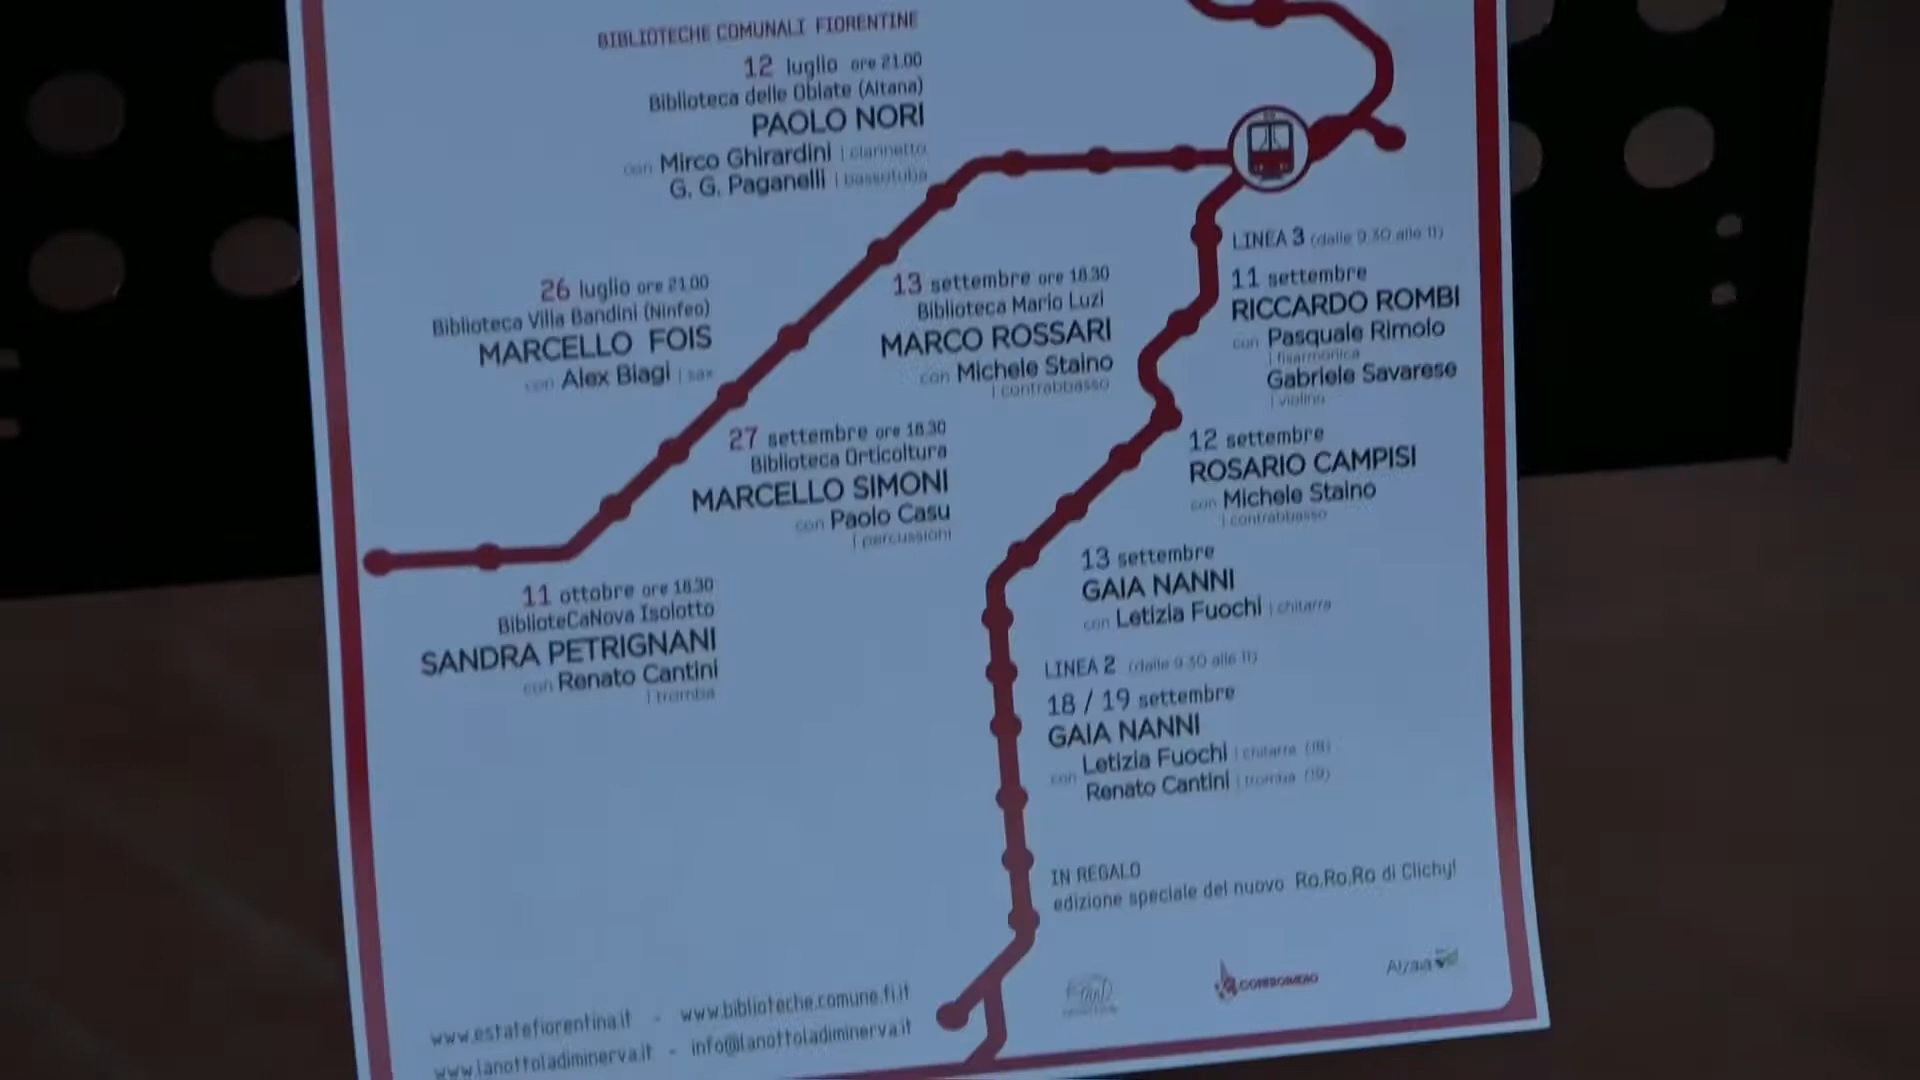 BIBLIOTECHE COMUNALI FIORENTINE
12 luglio ore 21.00
Biblioteca delle Oblate (Altana)
PAOLO NORI
con Mirco Ghirardini | clarinetto
G. G. Paganelli | bassotuba
26 luglio ore 21.00
Biblioteca Villa Bandini (Ninfeo)
MARCELLO FOIS
con Alex Biagi | sax
13 settembre ore 18.30
Biblioteca Mario Luzi
MARCO ROSSARI
con Michele Staino
| contrabbasso
27 settembre ore 18.30
Biblioteca Orticoltura
MARCELLO SIMONI
con Paolo Casu
| percussioni
11 ottobre ore 18.30
BiblioteCaNova Isolotto
SANDRA PETRIGNANI
con Renato Cantini
| tromba
LINEA 3 (dalle 9.30 alle 11)
11 settembre
RICCARDO ROMBI
con Pasquale Rimolo
| fisarmonica
Gabriele Savarese
| violino
12 settembre
ROSARIO CAMPISI
con Michele Staino
| contrabbasso
13 settembre
GAIA NANNI
con Letizia Fuochi | chitarra
LINEA 2 (dalle 9.30 alle 11)
18 / 19 settembre
GAIA NANNI
con Letizia Fuochi | chitarra (18)
Renato Cantini | tromba (19)
IN REGALO
edizione speciale del nuovo Ro.Ro.Ro di Clichy!
www.estatefiorentina.it - www.biblioteche.comune.fi.it
www.lanottoladiminerva.it - info@lanottoladiminerva.it
CONTRORADIO
Alzaia